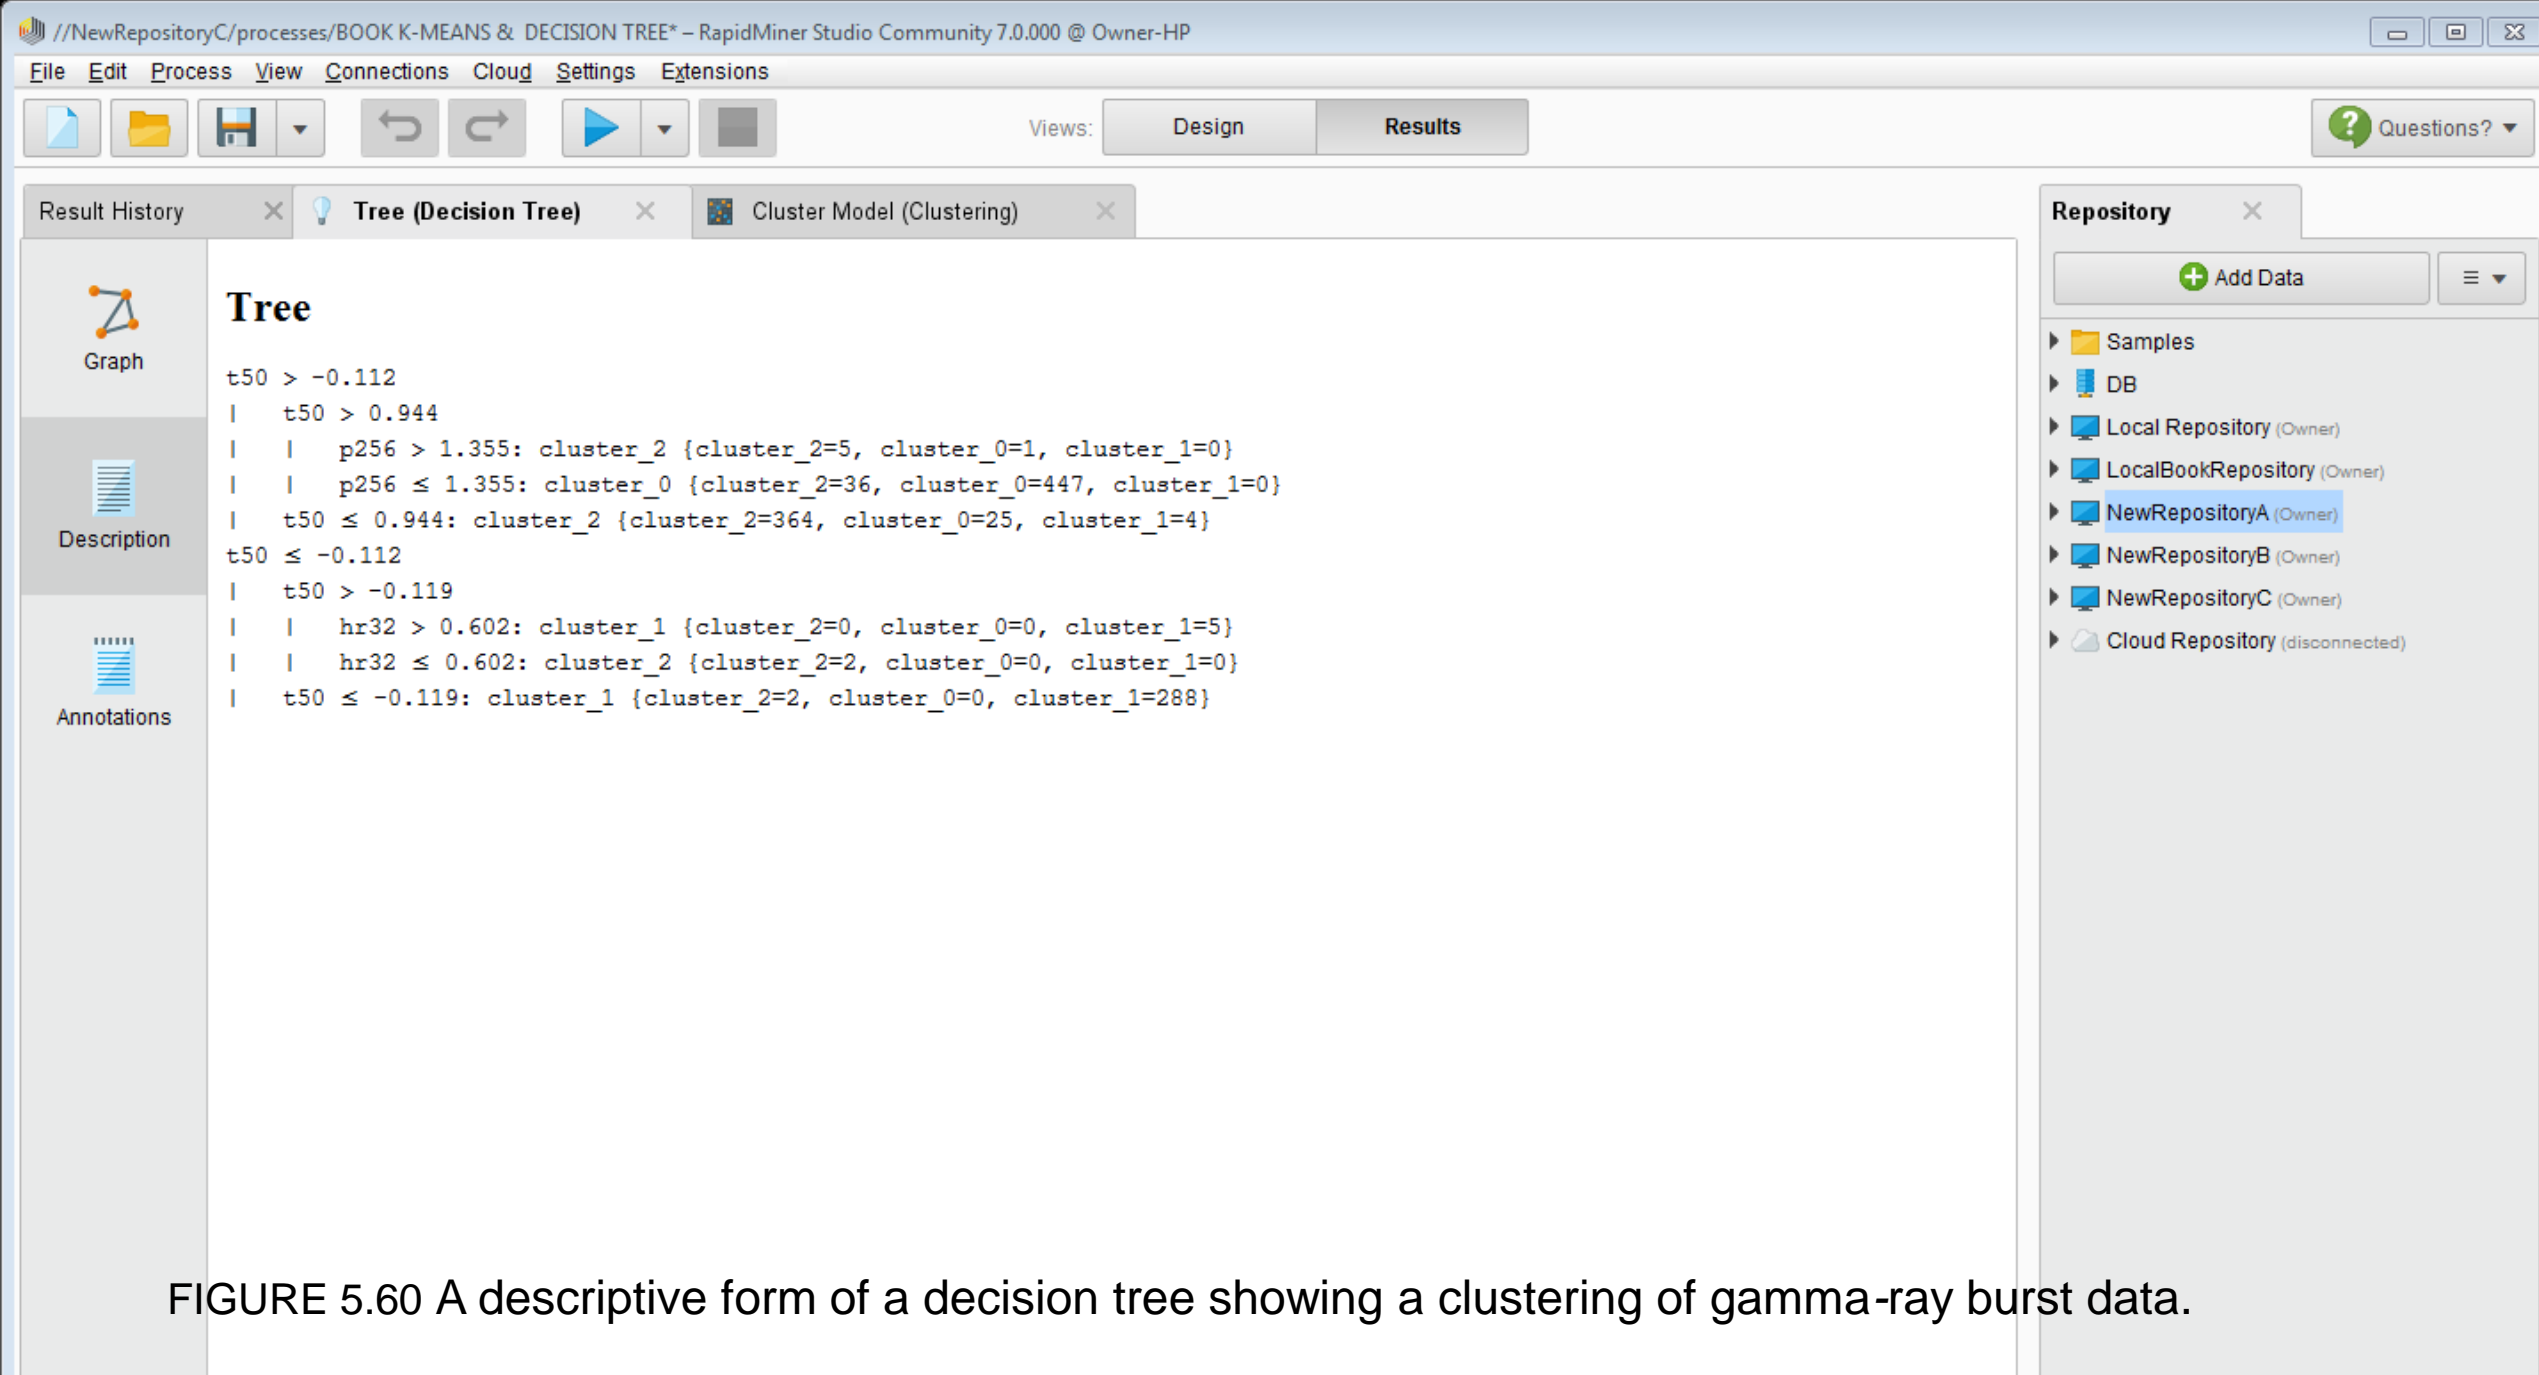 //NewRepositoryC/processes/BOOK K-MEANS &  DECISION TREE* – RapidMiner Studio Community 7.0.000 @ Owner-HP
File Edit Process View Connections Cloud Settings Extensions
Views: Design Results Questions?
Result History Tree (Decision Tree) Cluster Model (Clustering) Repository
Add Data
Graph
Description
Annotations
Tree
t50 > -0.112
|   t50 > 0.944
|   |   p256 > 1.355: cluster_2 {cluster_2=5, cluster_0=1, cluster_1=0}
|   |   p256 ≤ 1.355: cluster_0 {cluster_2=36, cluster_0=447, cluster_1=0}
|   t50 ≤ 0.944: cluster_2 {cluster_2=364, cluster_0=25, cluster_1=4}
t50 ≤ -0.112
|   t50 > -0.119
|   |   hr32 > 0.602: cluster_1 {cluster_2=0, cluster_0=0, cluster_1=5}
|   |   hr32 ≤ 0.602: cluster_2 {cluster_2=2, cluster_0=0, cluster_1=0}
|   t50 ≤ -0.119: cluster_1 {cluster_2=2, cluster_0=0, cluster_1=288}
Samples
DB
Local Repository (Owner)
LocalBookRepository (Owner)
NewRepositoryA (Owner)
NewRepositoryB (Owner)
NewRepositoryC (Owner)
Cloud Repository (disconnected)
FIGURE 5.60 A descriptive form of a decision tree showing a clustering of gamma-ray burst data.